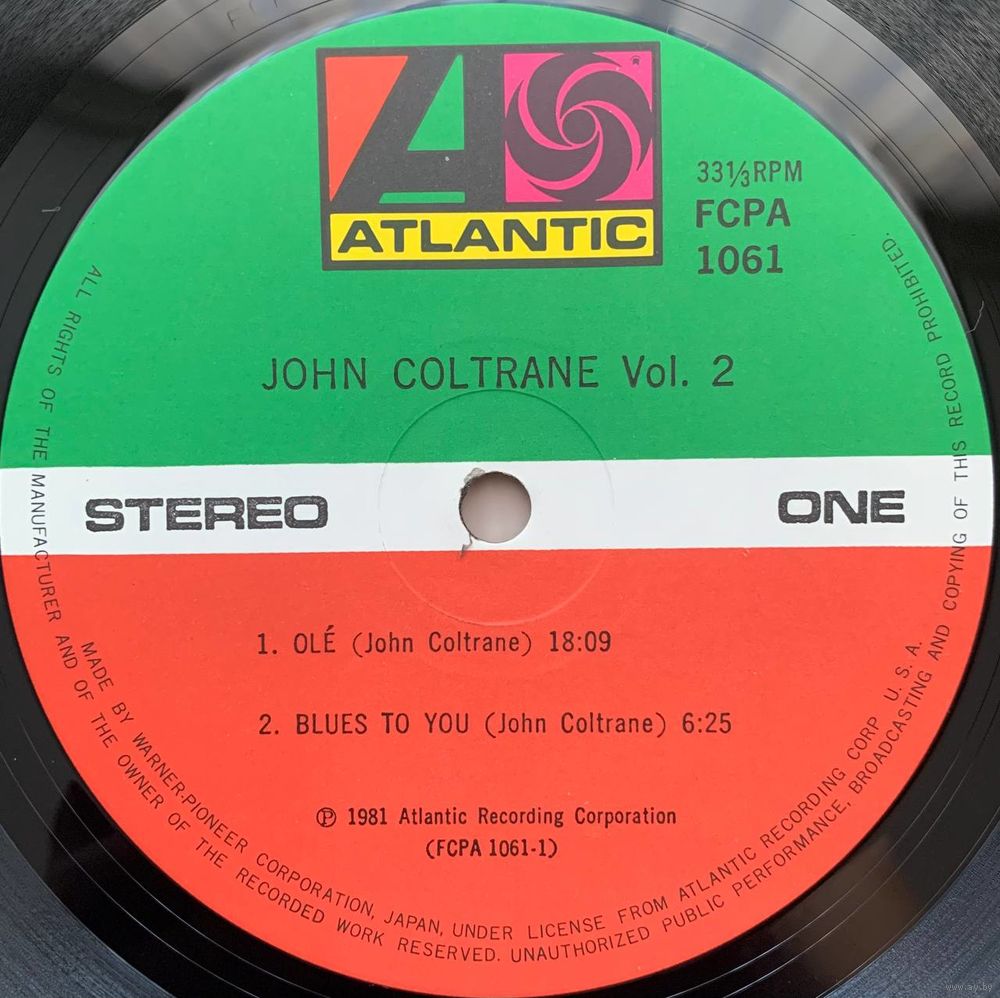 ATLANTIC
33⅓RPM
FCPA
1061
JOHN COLTRANE Vol. 2
STEREO
ONE
1. OLÉ (John Coltrane) 18:09
2. BLUES TO YOU (John Coltrane) 6:25
℗ 1981 Atlantic Recording Corporation
(FCPA 1061-1)
MADE BY WARNER-PIONEER CORPORATION, JAPAN, UNDER LICENSE FROM ATLANTIC RECORDING CORP U. S. A.
ALL RIGHTS OF THE MANUFACTURER AND OF THE OWNER OF THE RECORDED WORK RESERVED. UNAUTHORIZED PUBLIC PERFORMANCE, BROADCASTING AND COPYING OF THIS RECORD PROHIBITED.
www.ay.by